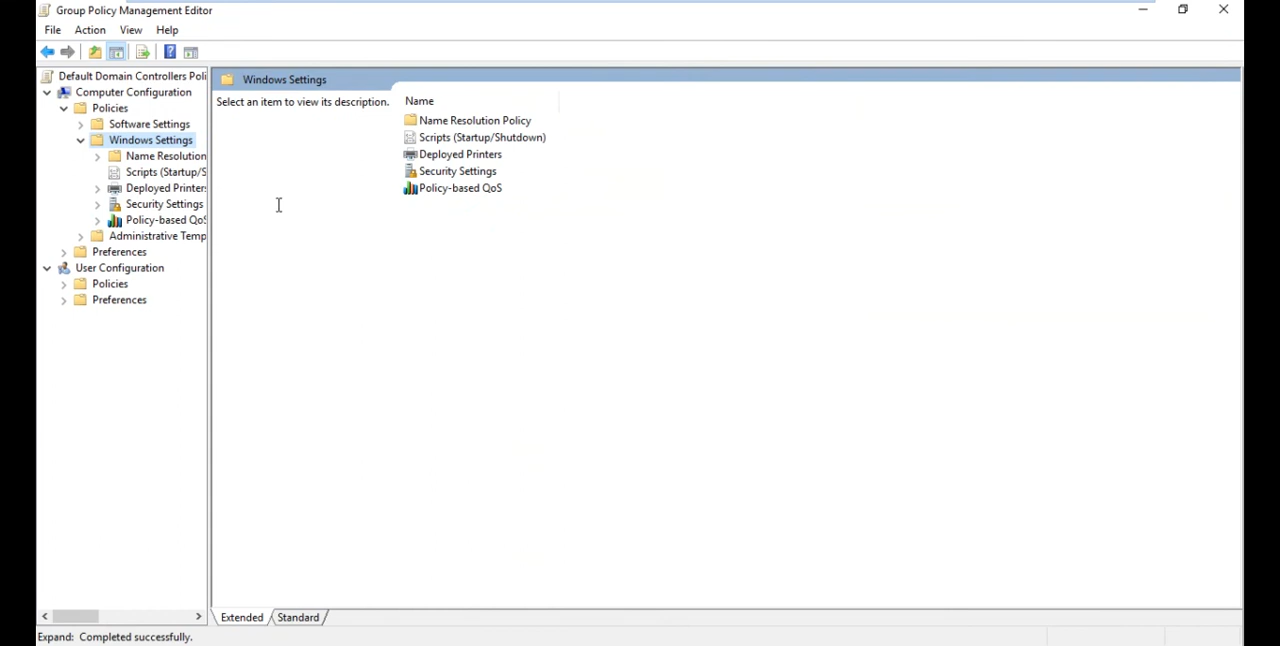 Group Policy Management Editor
File Action View Help
Default Domain Controllers Poli
Computer Configuration
Policies
Software Settings
Windows Settings
Name Resolution
Scripts (Startup/S
Deployed Printers
Security Settings
Policy-based QoS
Administrative Temp
Preferences
User Configuration
Policies
Preferences
Windows Settings
Select an item to view its description.
Name
Name Resolution Policy
Scripts (Startup/Shutdown)
Deployed Printers
Security Settings
Policy-based QoS
Extended Standard
Expand: Completed successfully.